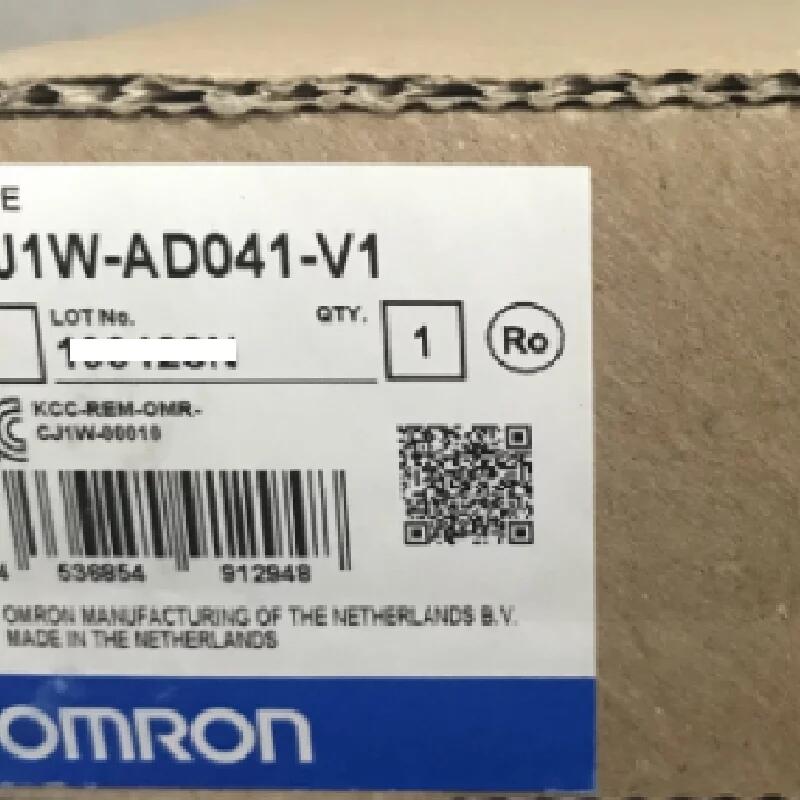 E
J1W-AD041-V1
LOT No.
QTY.
1
Ro
KCC-REM-OMR-
CJ1W-00010
4 536854 912948
OMRON MANUFACTURING OF THE NETHERLANDS B.V.
MADE IN THE NETHERLANDS
OMRON